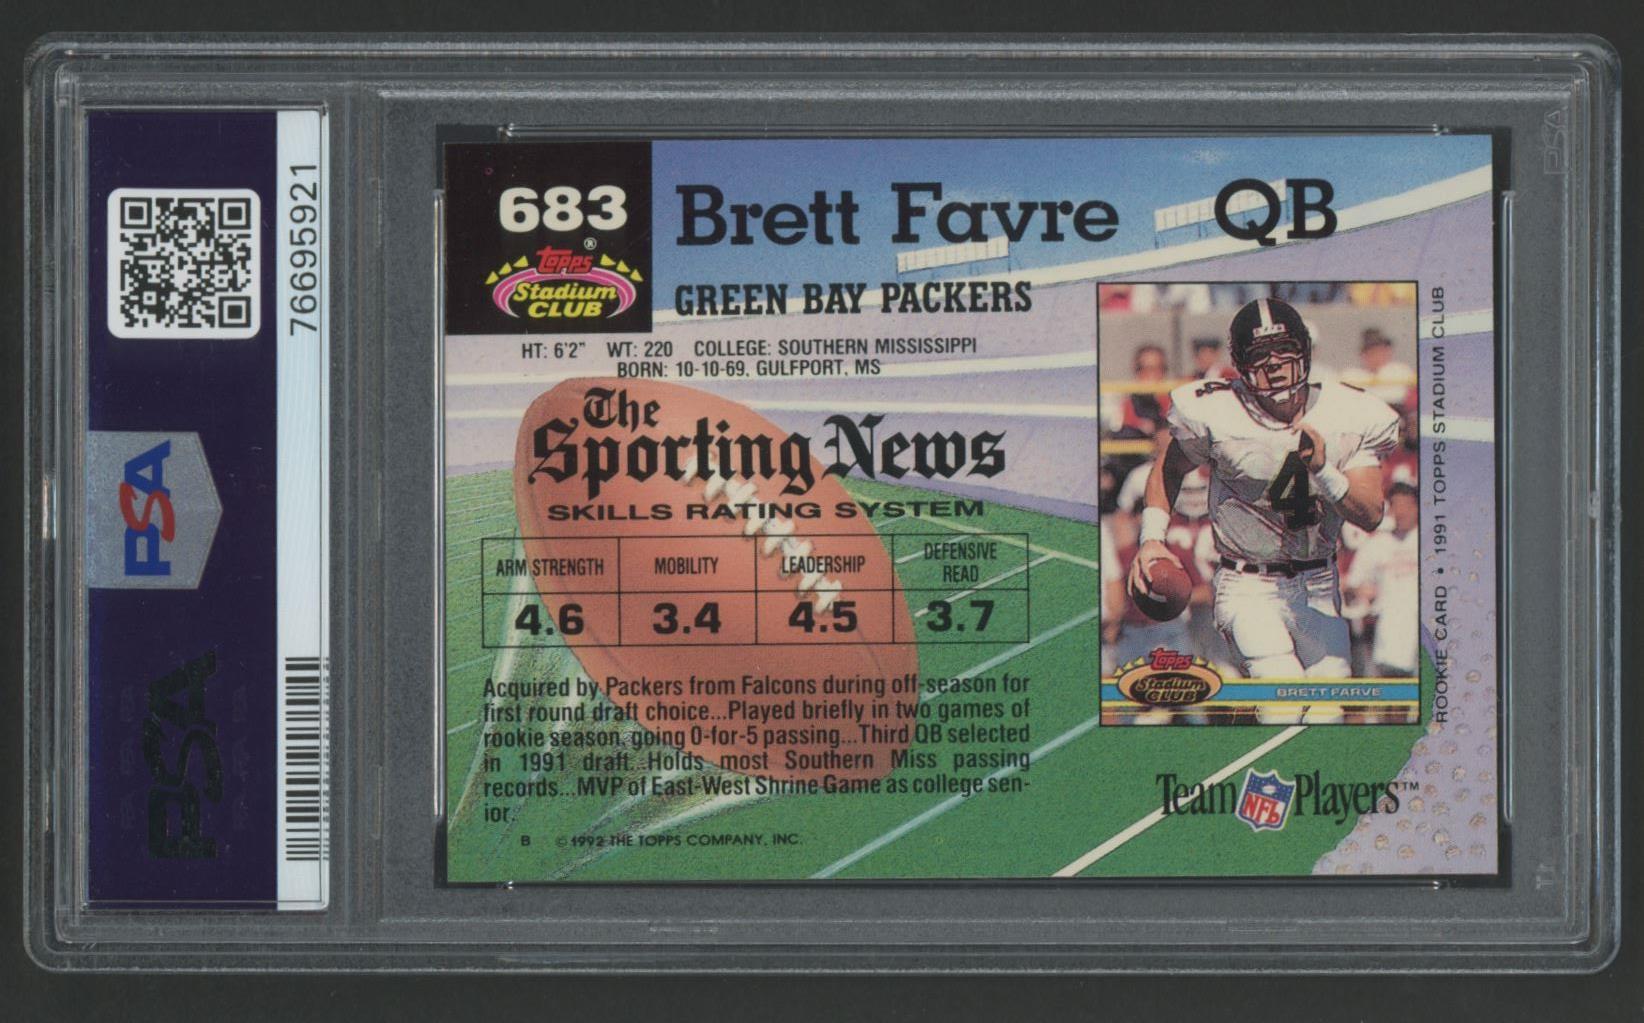 76695921
PSA
PSA
683
Topps®
Stadium
CLUB
Brett Favre QB
GREEN BAY PACKERS
HT: 6'2" WT: 220 COLLEGE: SOUTHERN MISSISSIPPI
BORN: 10-10-69, GULFPORT, MS
The
Sporting News
SKILLS RATING SYSTEM
ARM STRENGTH MOBILITY LEADERSHIP DEFENSIVE READ
4.6 3.4 4.5 3.7
Acquired by Packers from Falcons during off-season for
first round draft choice...Played briefly in two games of
rookie season, going 0-for-5 passing...Third QB selected
in 1991 draft. Holds most Southern Miss passing
records...MVP of East-West Shrine Game as college sen-
ior.
B © 1992 THE TOPPS COMPANY, INC.
4
4
Topps
Stadium
CLUB
BRETT FARVE
ROOKIE CARD • 1991 TOPPS STADIUM CLUB
Team NFL Players™
PSA